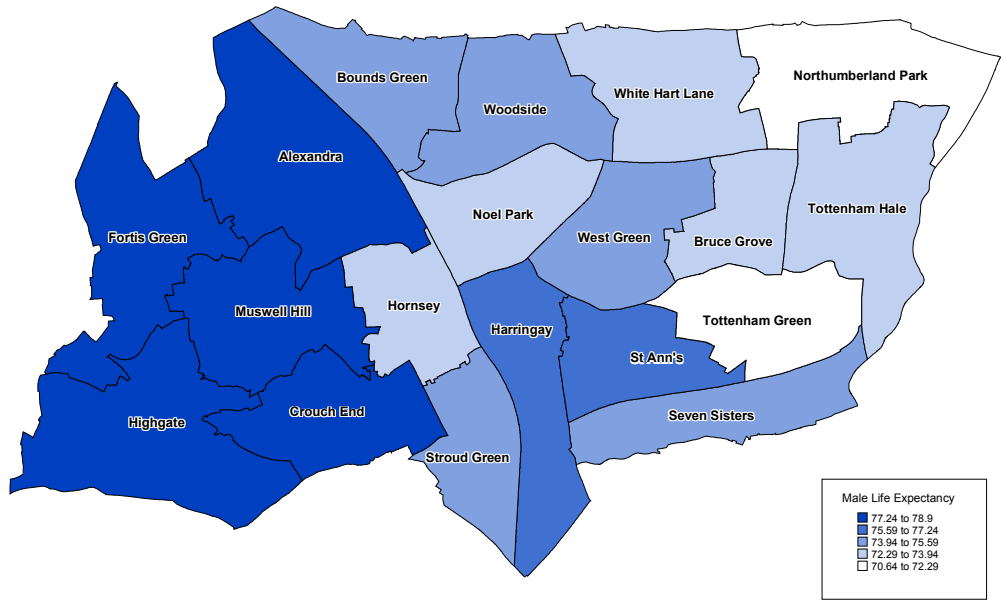 Bounds Green
Northumberland Park
White Hart Lane
Woodside
Alexandra
Noel Park
Tottenham Hale
Fortis Green
West Green
Bruce Grove
Hornsey
Muswell Hill
Tottenham Green
Harringay
St Ann's
Crouch End
Seven Sisters
Highgate
Stroud Green
Male Life Expectancy
77.24 to 78.9
75.59 to 77.24
73.94 to 75.59
72.29 to 73.94
70.64 to 72.29